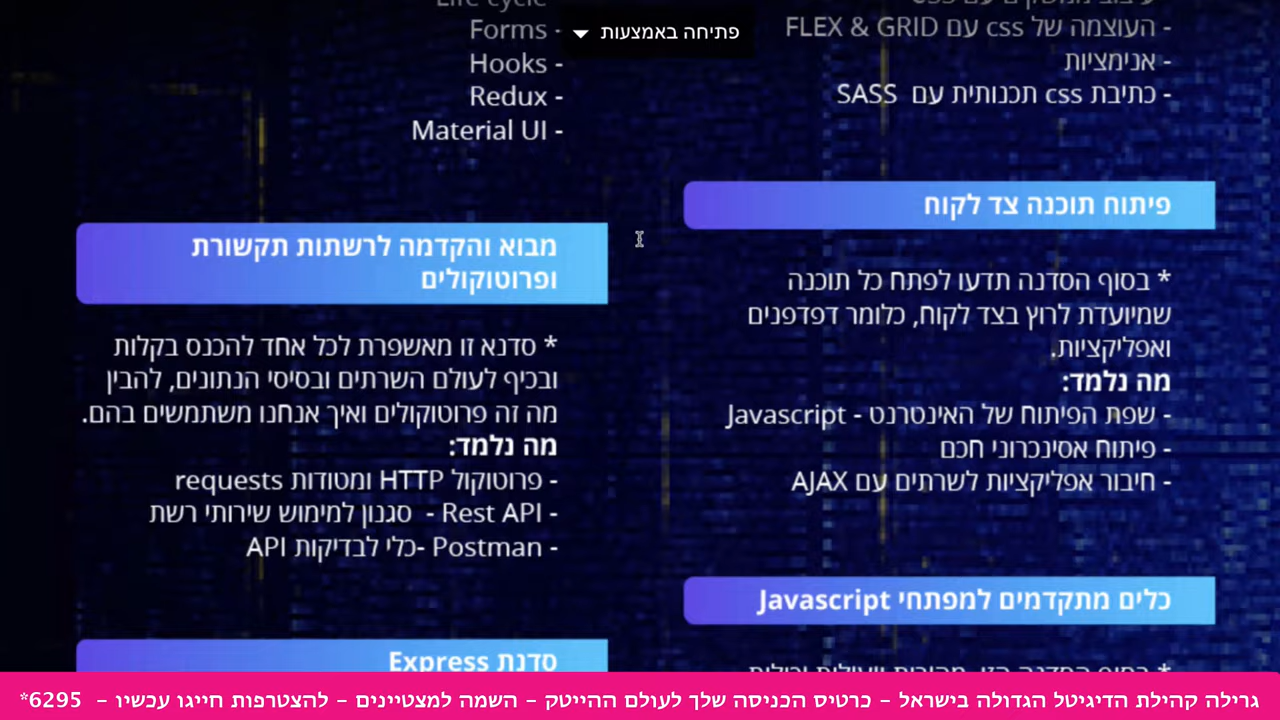 פתיחה באמצעות
- העוצמה של css עם FLEX & GRID
- אנימציות
- כתיבת css תכנותית עם SASS
פיתוח תוכנה צד לקוח
* בסוף הסדנה תדעו לפתח כל תוכנה
שמיועדת לרוץ בצד לקוח, כלומר דפדפנים
ואפליקציות.
מה נלמד:
- שפת הפיתוח של האינטרנט - Javascript
- פיתוח אסינכרוני חכם
- חיבור אפליקציות לשרתים עם AJAX
כלים מתקדמים למפתחי Javascript
Life cycle
- Forms
- Hooks
- Redux
- Material UI
מבוא והקדמה לרשתות תקשורת
ופרוטוקולים
* סדנא זו מאשפרת לכל אחד להכנס בקלות
ובכיף לעולם השרתים ובסיסי הנתונים, להבין
מה זה פרוטוקולים ואיך אנחנו משתמשים בהם.
מה נלמד:
- פרוטוקול HTTP ומטודות requests
- Rest API - סגנון למימוש שירותי רשת
- Postman -כלי לבדיקות API
סדנת Express
גרילה קהילת הדיגיטל הגדולה בישראל - כרטיס הכניסה שלך לעולם ההייטק - השמה למצטיינים - להצטרפות חייגו עכשיו - 6295*